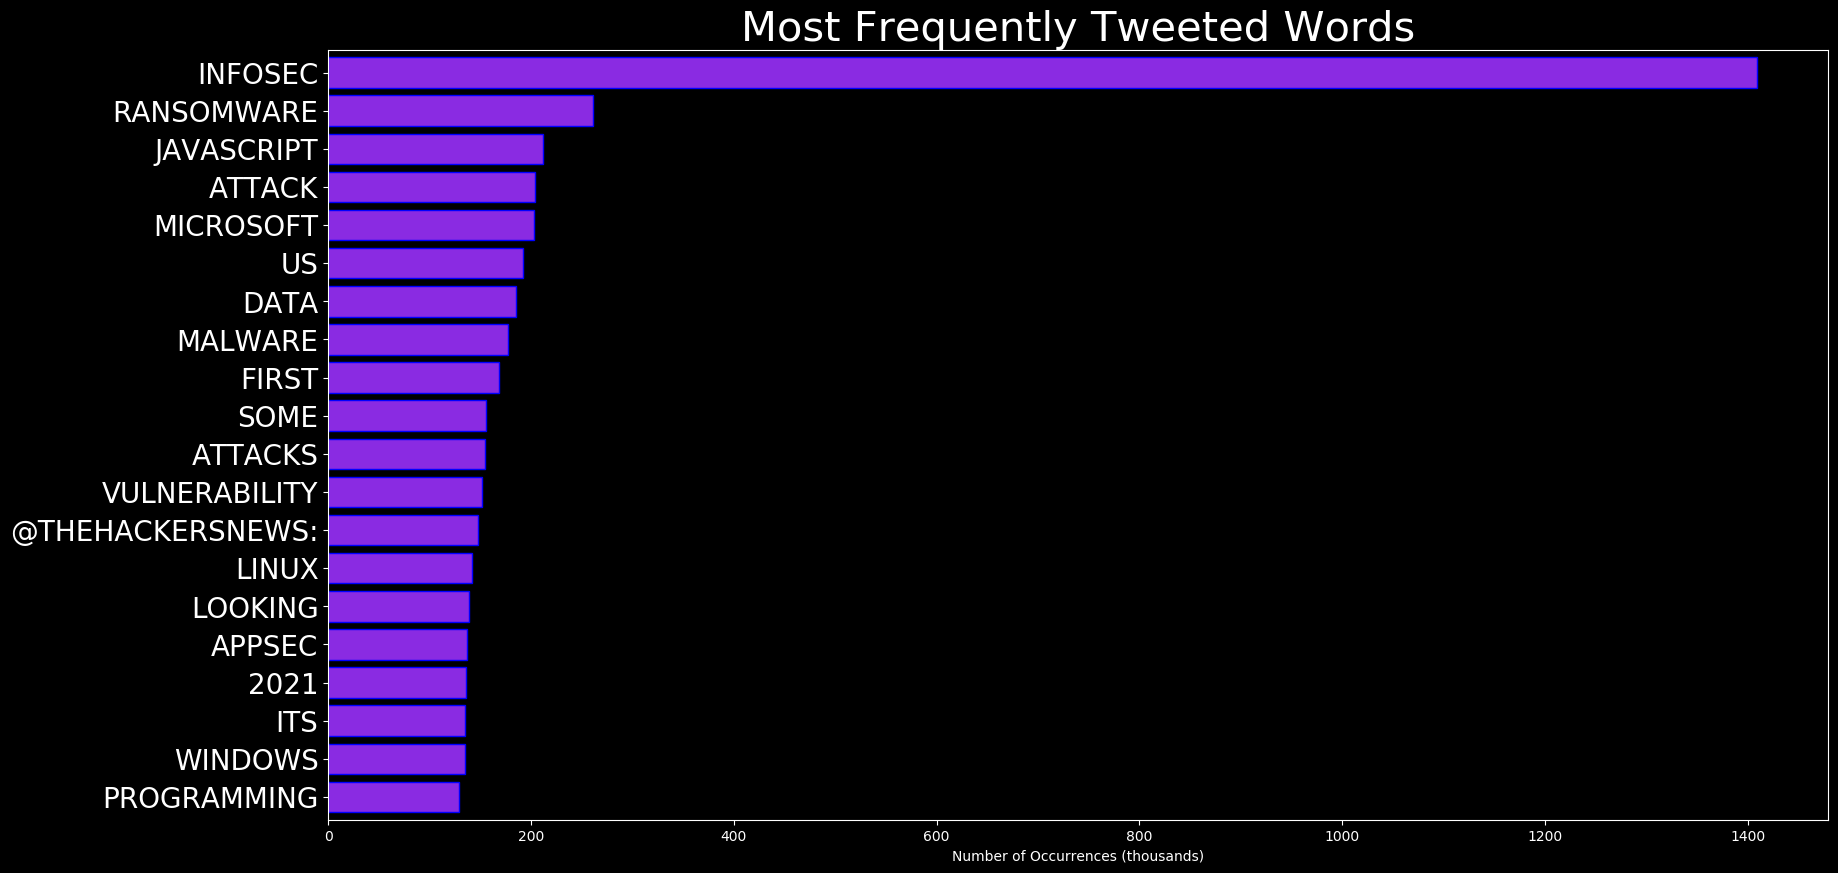 Most Frequently Tweeted Words
INFOSEC
RANSOMWARE
JAVASCRIPT
ATTACK
MICROSOFT
US
DATA
MALWARE
FIRST
SOME
ATTACKS
VULNERABILITY
@THEHACKERSNEWS:
LINUX
LOOKING
APPSEC
2021
ITS
WINDOWS
PROGRAMMING
0 200 400 600 800 1000 1200 1400
Number of Occurrences (thousands)